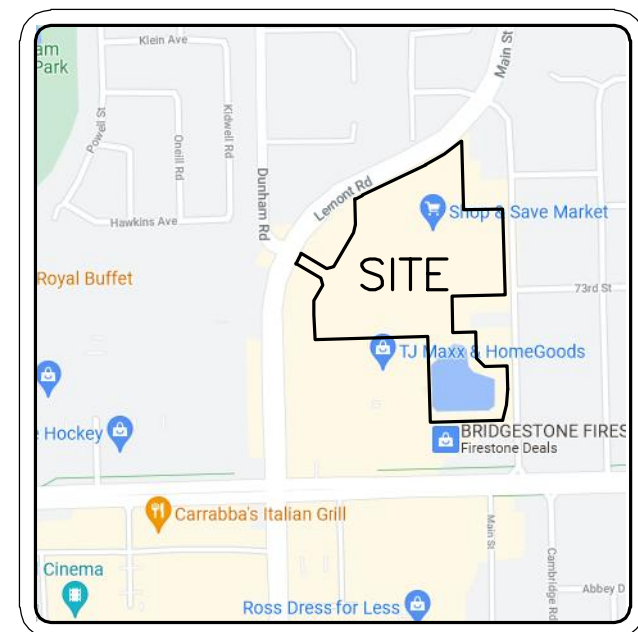 Klein Ave
Main St
am
Park
Powell St
Oneill Rd
Kidwell Rd
Dunham Rd
Lemont Rd
Hawkins Ave
Shop & Save Market
Royal Buffet
SITE
73rd St
TJ Maxx & HomeGoods
Hockey
BRIDGESTONE FIRES
Firestone Deals
Carrabba's Italian Grill
Main St
Cambridge Rd
Cinema
Abbey D
Ross Dress for Less